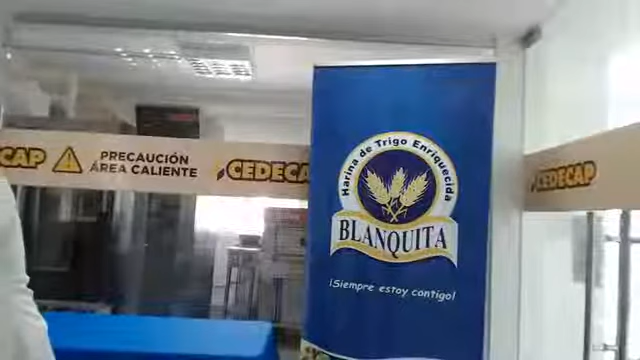 CAP
PRECAUCIÓN
ÁREA CALIENTE
CEDECA
Harina de Trigo Enriquecida
BLANQUITA
¡Siempre estoy contigo!
CEDECAP